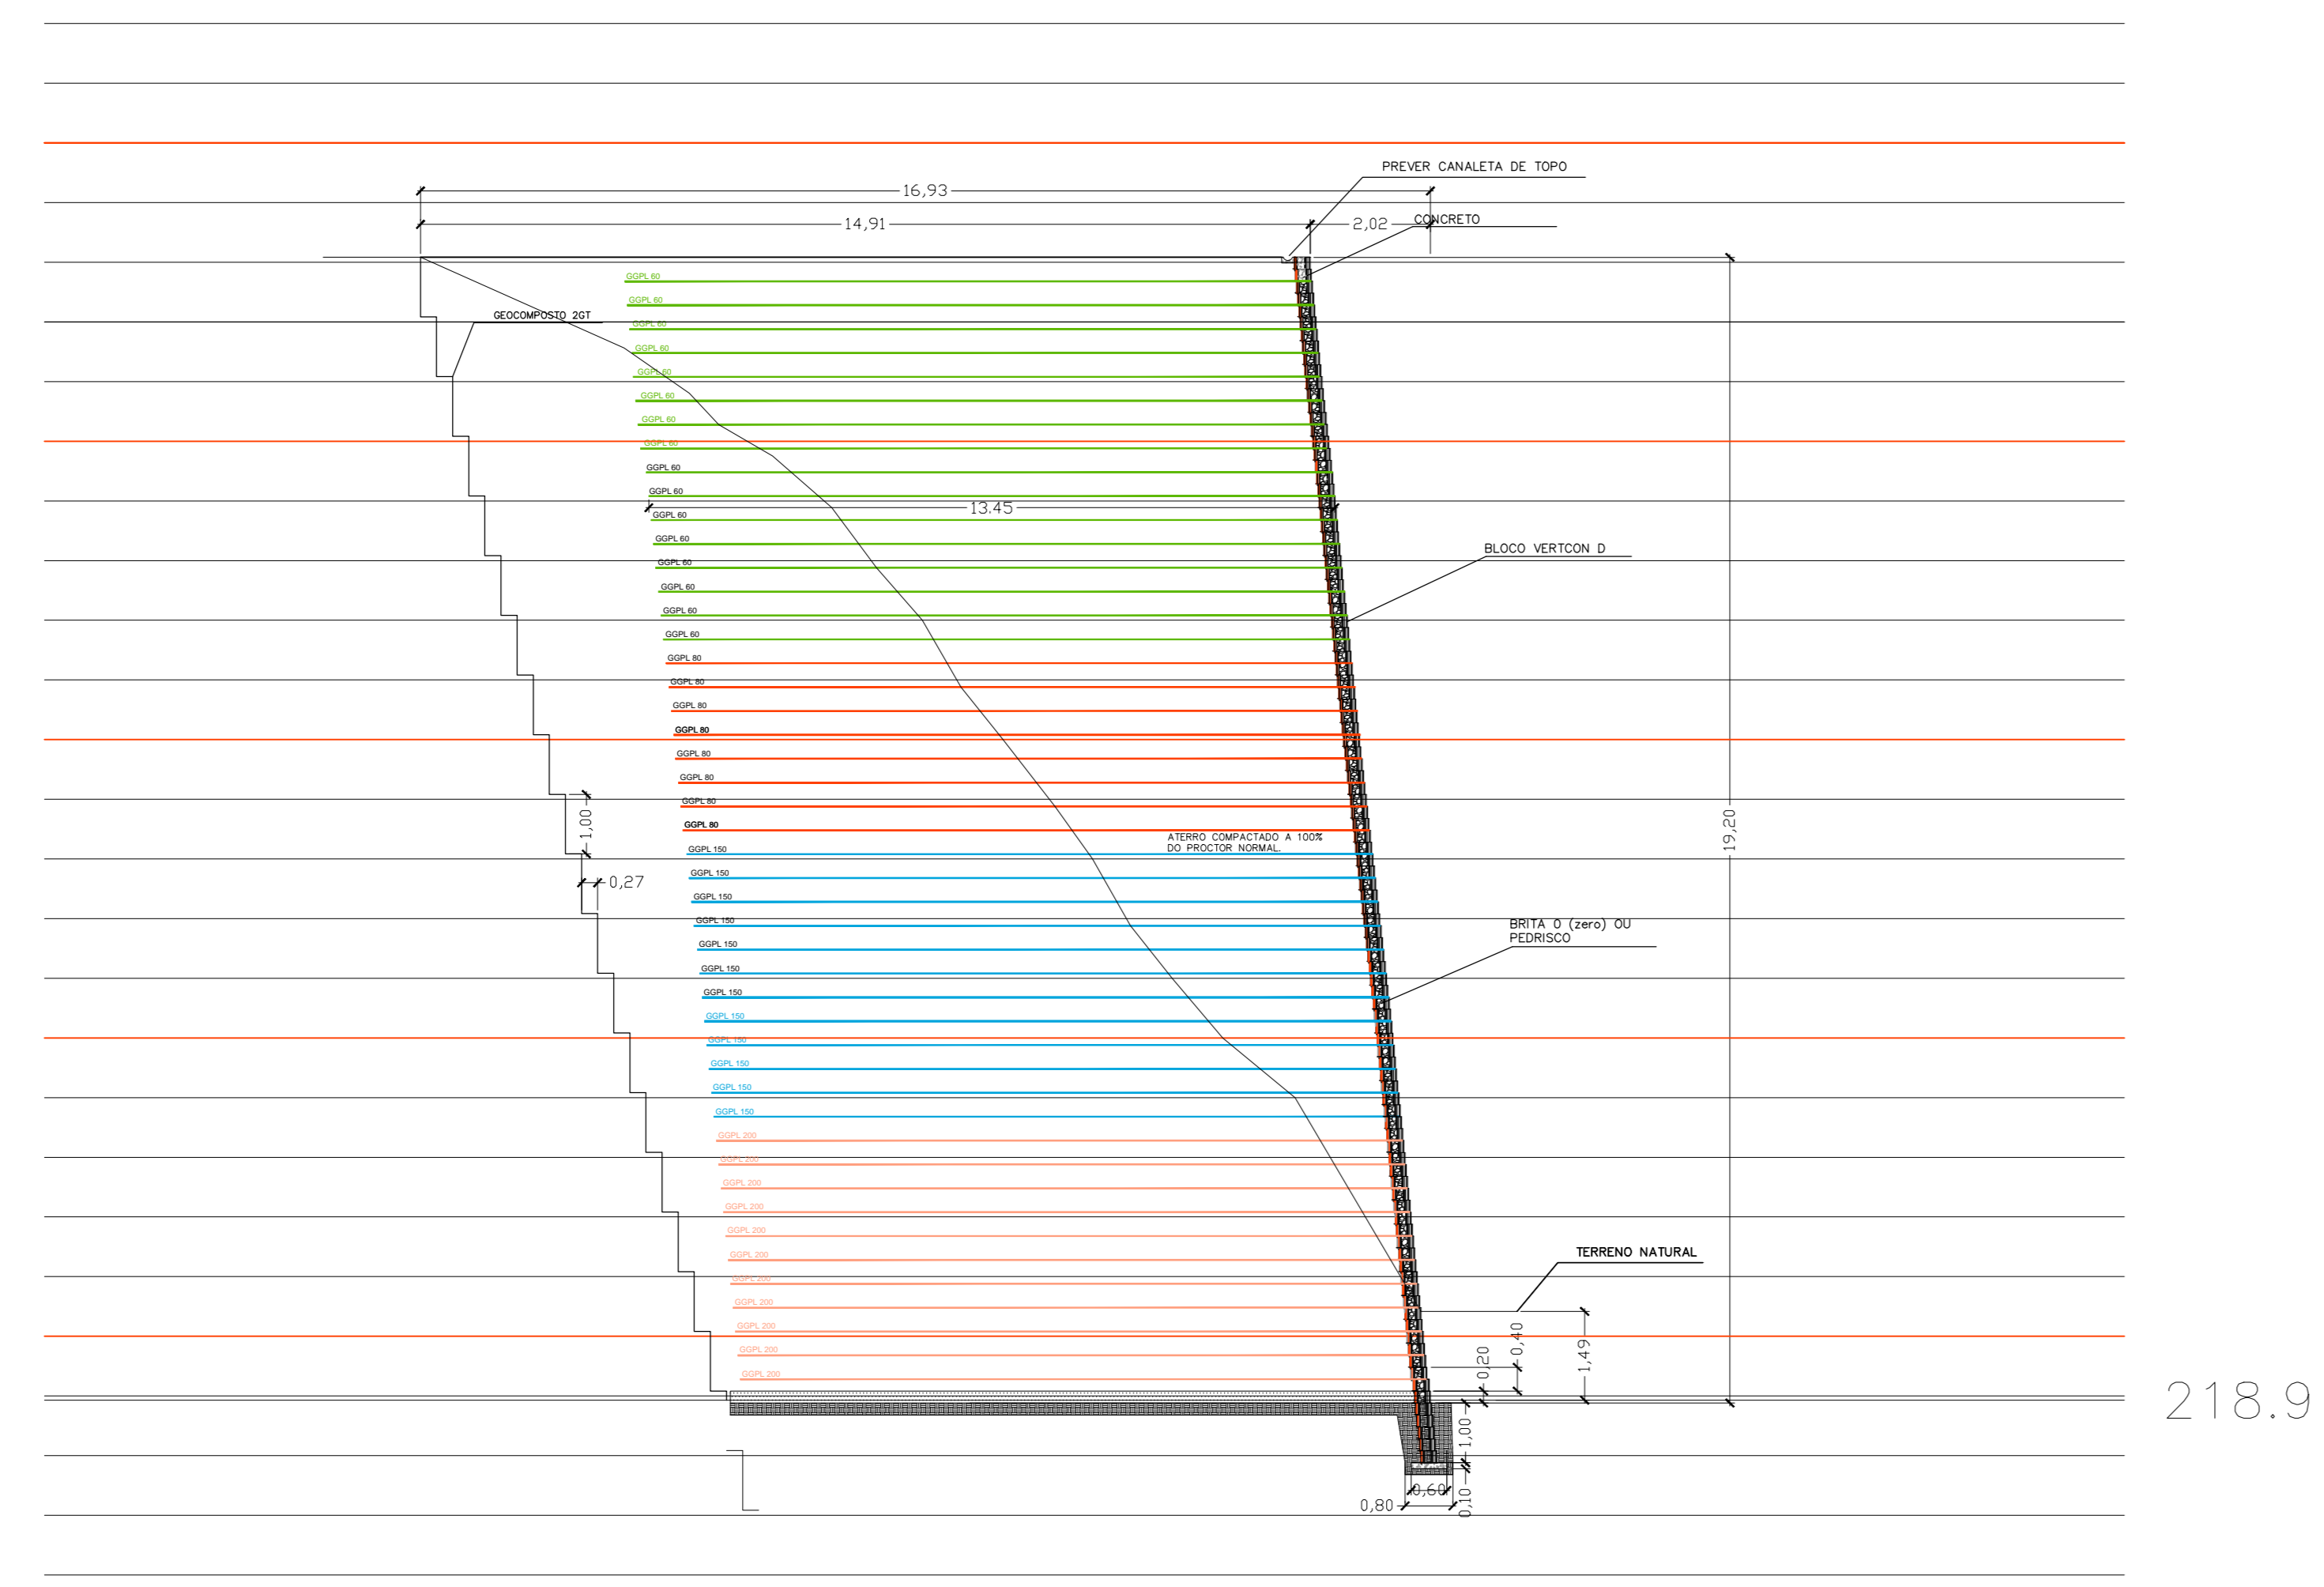 PREVER CANALETA DE TOPO
16,93
14,91
2,02
CONCRETO
GGPL 60
GGPL 60
GEOCOMPOSTO 2GT
GGPL 60
GGPL 60
GGPL 60
GGPL 60
GGPL 60
GGPL 60
GGPL 60
GGPL 60
13.45
GGPL 60
GGPL 60
BLOCO VERTCON D
GGPL 60
GGPL 60
GGPL 60
GGPL 60
GGPL 80
GGPL 80
GGPL 80
GGPL 80
GGPL 80
GGPL 80
GGPL 80
1,00
19,20
GGPL 80
ATERRO COMPACTADO A 100%
DO PROCTOR NORMAL.
GGPL 150
0,27
GGPL 150
GGPL 150
GGPL 150
BRITA 0 (zero) OU
PEDRISCO
GGPL 150
GGPL 150
GGPL 150
GGPL 150
GGPL 150
GGPL 150
GGPL 150
GGPL 150
GGPL 200
GGPL 200
GGPL 200
GGPL 200
GGPL 200
GGPL 200
TERRENO NATURAL
GGPL 200
GGPL 200
GGPL 200
0,40
1,49
GGPL 200
0,20
GGPL 200
218.9
1,00
0,60
0,10
0,80